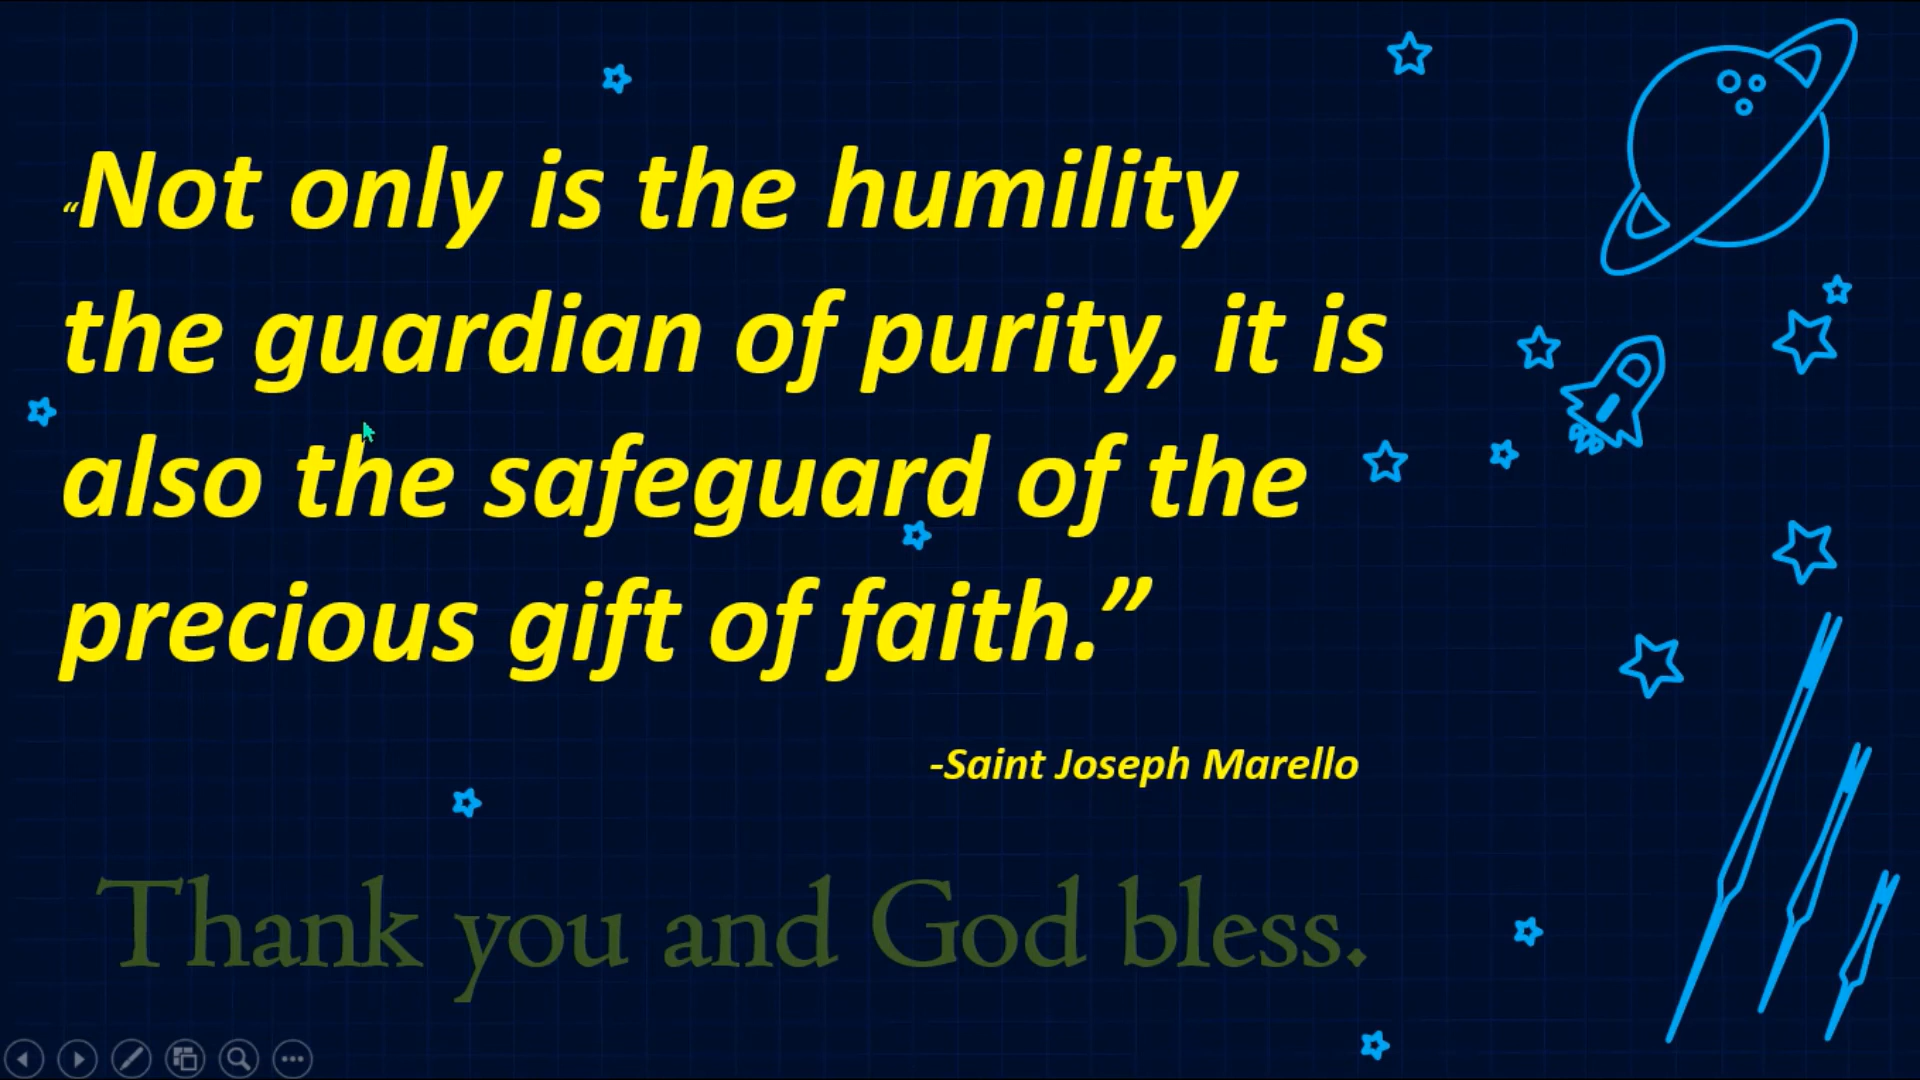 “Not only is the humility
the guardian of purity, it is
also the safeguard of the
precious gift of faith.”
-Saint Joseph Marello
Thank you and God bless.